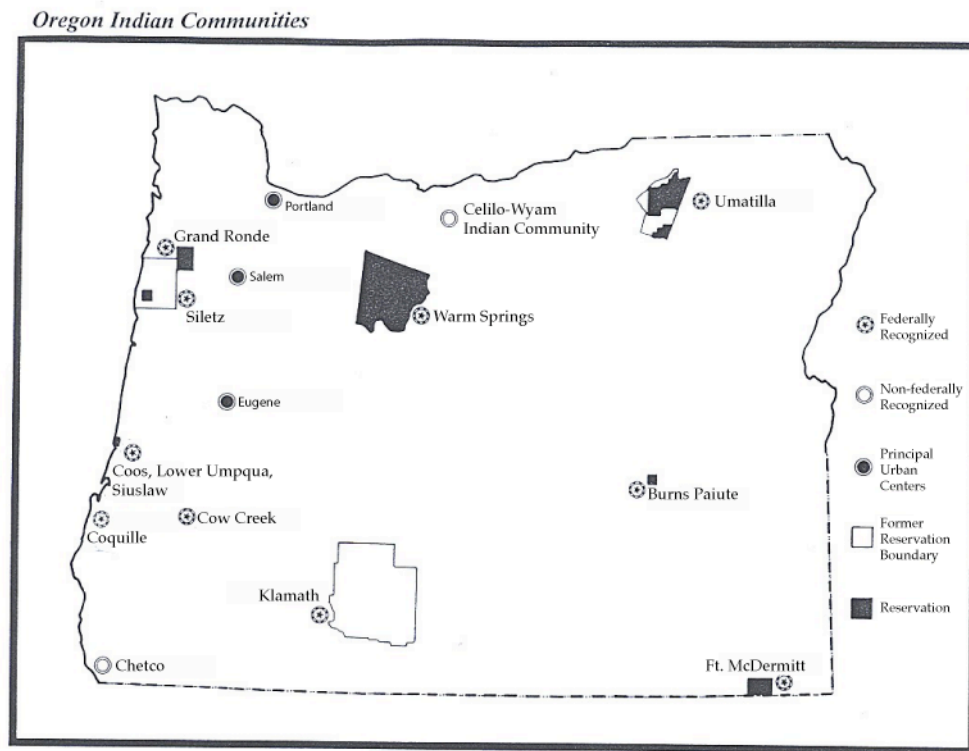 Oregon Indian Communities
Portland
Celilo-Wyam
Indian Community
Umatilla
Grand Ronde
Salem
Siletz
Warm Springs
Federally
Recognized
Eugene
Non-federally
Recognized
Coos, Lower Umpqua,
Siuslaw
Principal
Urban
Centers
Burns Paiute
Coquille
Cow Creek
Former
Reservation
Boundary
Klamath
Reservation
Chetco
Ft. McDermitt